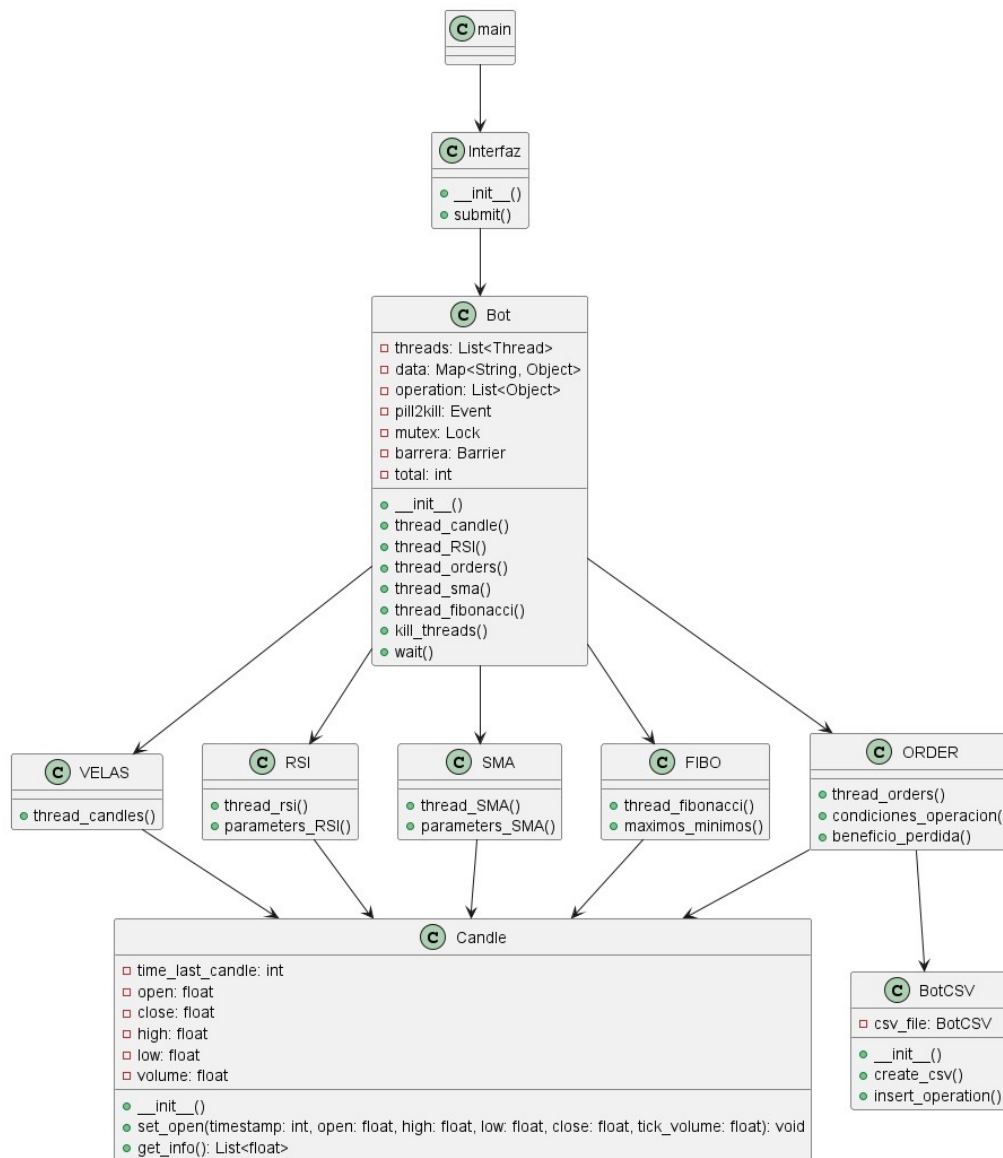 C main
C Interfaz
__init__()
submit()
C Bot
threads: List<Thread>
data: Map<String, Object>
operation: List<Object>
pill2kill: Event
mutex: Lock
barrera: Barrier
total: int
__init__()
thread_candle()
thread_RSI()
thread_orders()
thread_sma()
thread_fibonacci()
kill_threads()
wait()
C VELAS
thread_candles()
C RSI
thread_rsi()
parameters_RSI()
C SMA
thread_SMA()
parameters_SMA()
C FIBO
thread_fibonacci()
maximos_minimos()
C ORDER
thread_orders()
condiciones_operacion()
beneficio_perdida()
C Candle
time_last_candle: int
open: float
close: float
high: float
low: float
volume: float
__init__()
set_open(timestamp: int, open: float, high: float, low: float, close: float, tick_volume: float): void
get_info(): List<float>
C BotCSV
csv_file: BotCSV
__init__()
create_csv()
insert_operation()